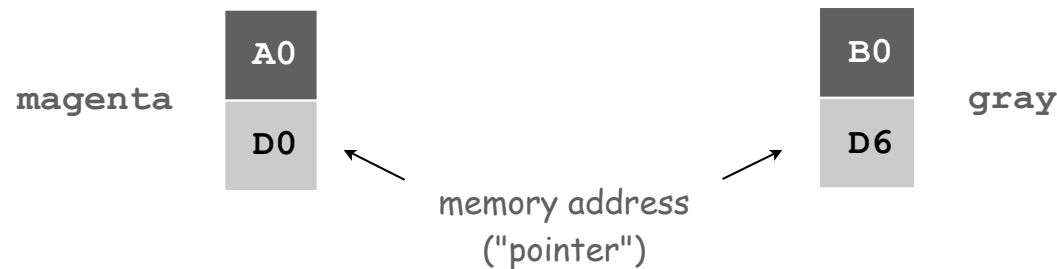 A0
magenta
D0
B0
gray
D6
memory address
("pointer")